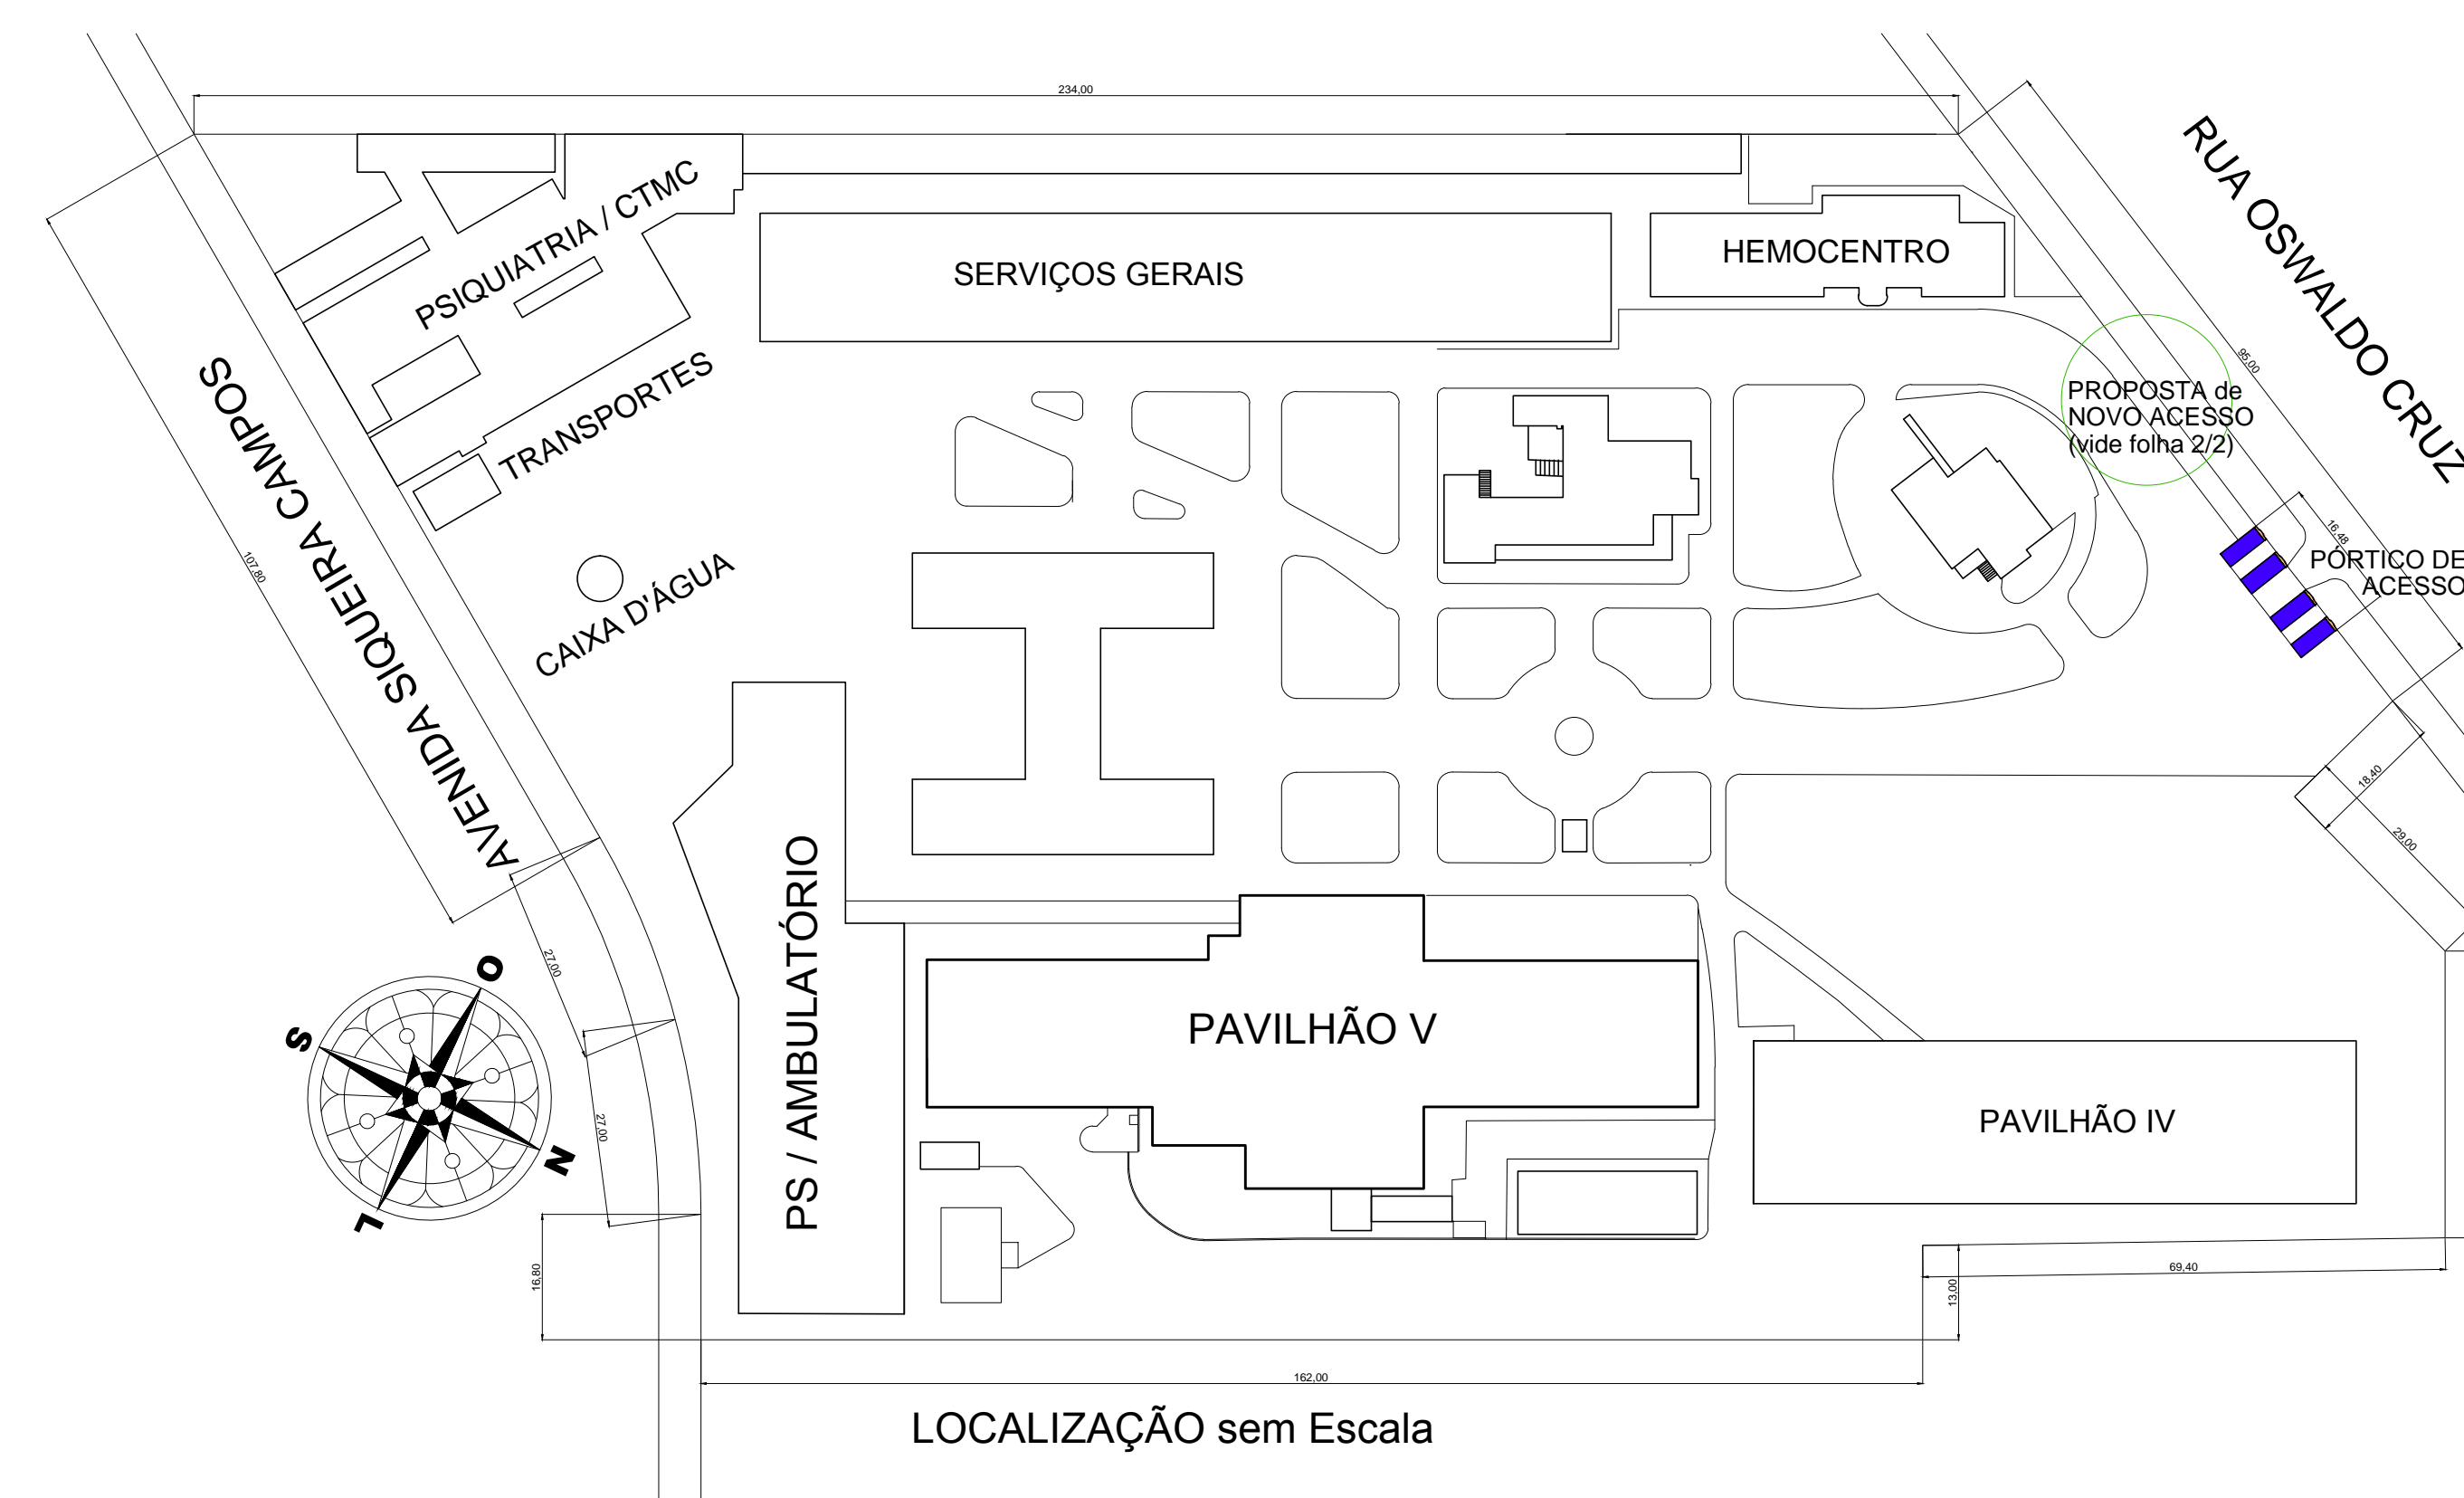 234,00
RUA OSWALDO CRUZ
PSIQUIATRIA / CTMC
SERVIÇOS GERAIS
HEMOCENTRO
95,00
PROPOSTA de
NOVO ACESSO
(vide folha 2/2)
TRANSPORTES
AVENIDA SIQUEIRA CAMPOS
107,80
16,48
PÓRTICO DE
ACESSO
CAIXA D'ÁGUA
18,40
29,00
PS / AMBULATÓRIO
27,00
O
S
N
L
PAVILHÃO V
27,00
PAVILHÃO IV
16,80
69,40
13,00
162,00
LOCALIZAÇÃO sem Escala